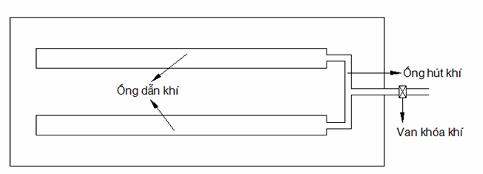 Ống hút khí
Ống dẫn khí
Van khóa khí